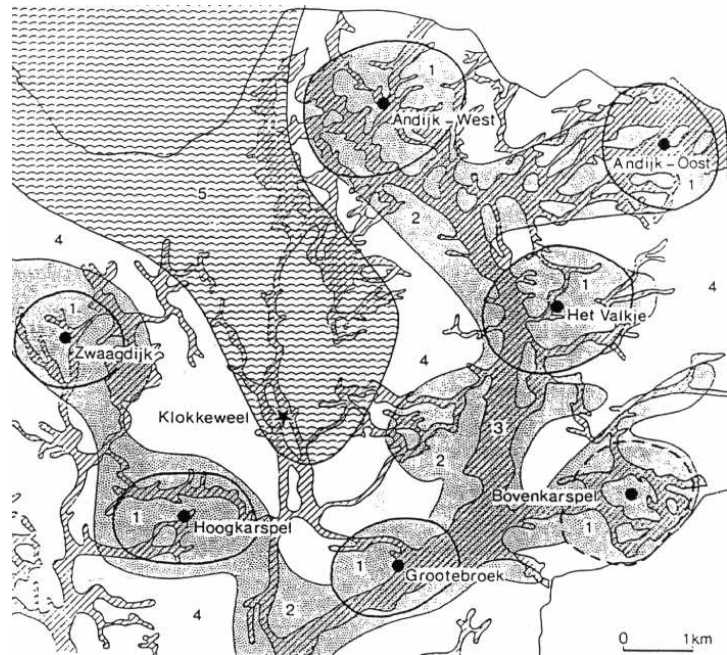 1
Andijk-West
Andijk-Oost
1
5
2
4
1
4
1
Het Valkje
Zwaagdijk
4
Klokkeweel
3
2
Bovenkarspel
1
Hoogkarspel
1
1
Grootebroek
4
2
0 1km